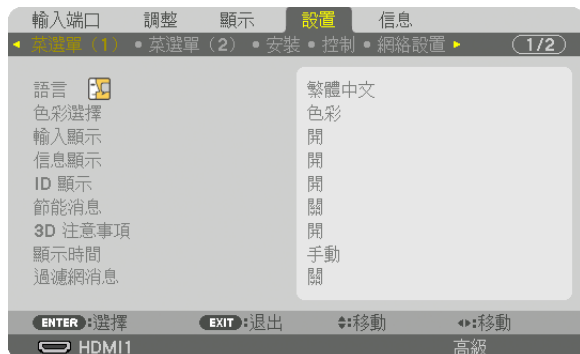 輸入端口 調整 顯示 設置 信息
菜選單（1） 菜選單（2） 安裝 控制 網絡設置 1/2
語言 繁體中文
色彩選擇 色彩
輸入顯示 開
信息顯示 開
ID 顯示 開
節能消息 關
3D 注意事項 開
顯示時間 手動
過濾網消息 關
ENTER :選擇 EXIT :退出 :移動 :移動
HDMI1 高級